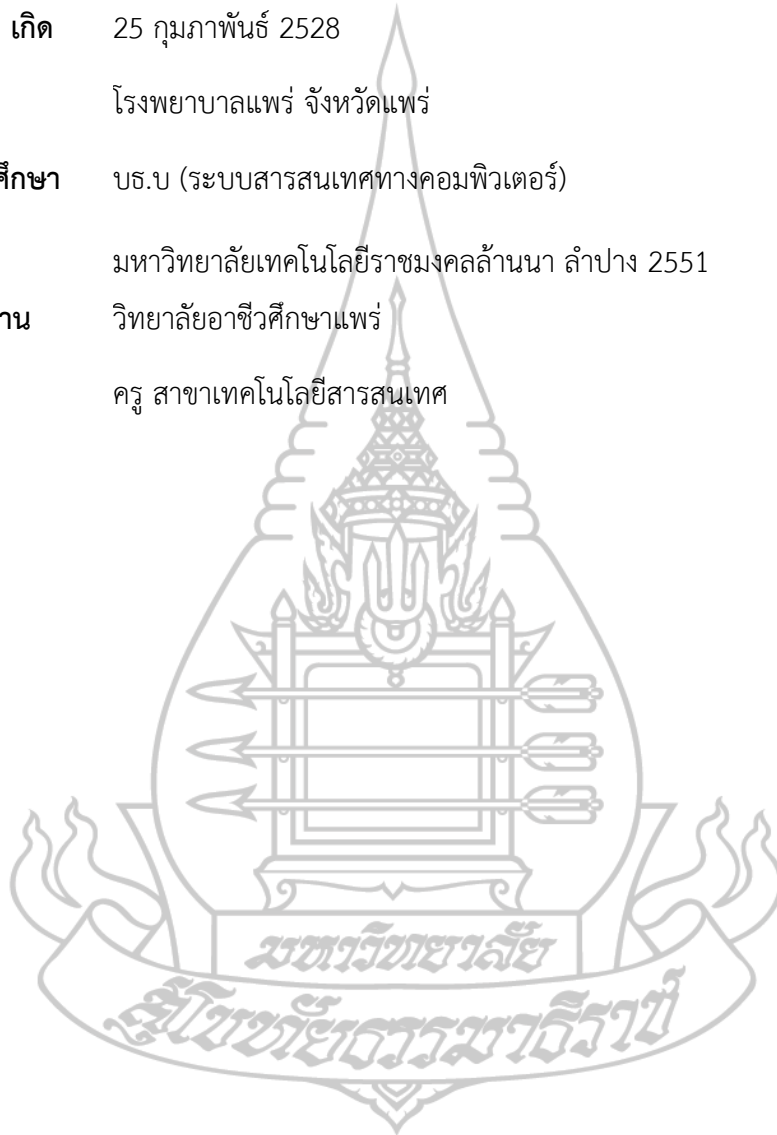 เกิด 25 กุมภาพันธ์ 2528
โรงพยาบาลแพร่ จังหวัดแพร่
ศึกษา บธ.บ (ระบบสารสนเทศทางคอมพิวเตอร์)
มหาวิทยาลัยเทคโนโลยีราชมงคลล้านนา ลำปาง 2551
าน วิทยาลัยอาชีวศึกษาแพร่
ครู สาขาเทคโนโลยีสารสนเทศ
มหาวิทยาลัย
สุโขทัยธรรมาธิราช